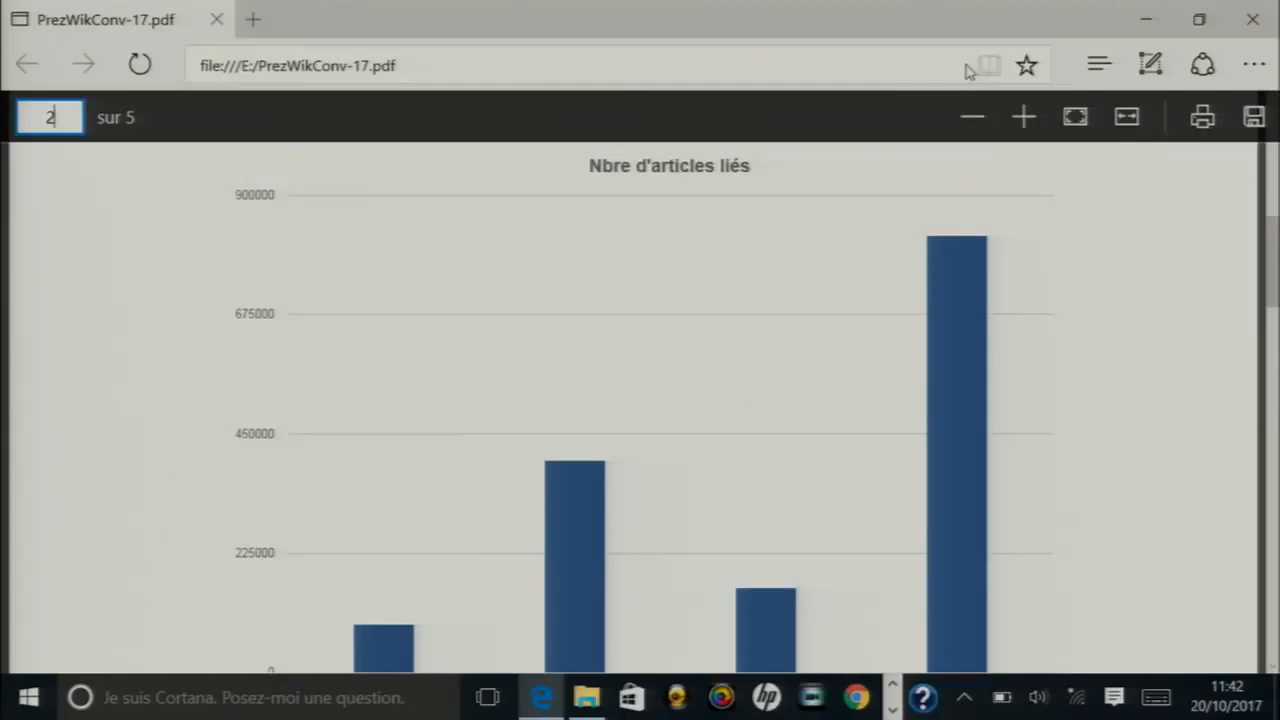 PrezWikConv-17.pdf
file:///E:/PrezWikConv-17.pdf
2 sur 5
Nbre d'articles liés
900000
675000
450000
225000
0
Je suis Cortana. Posez-moi une question.
hp
?
11:42
20/10/2017